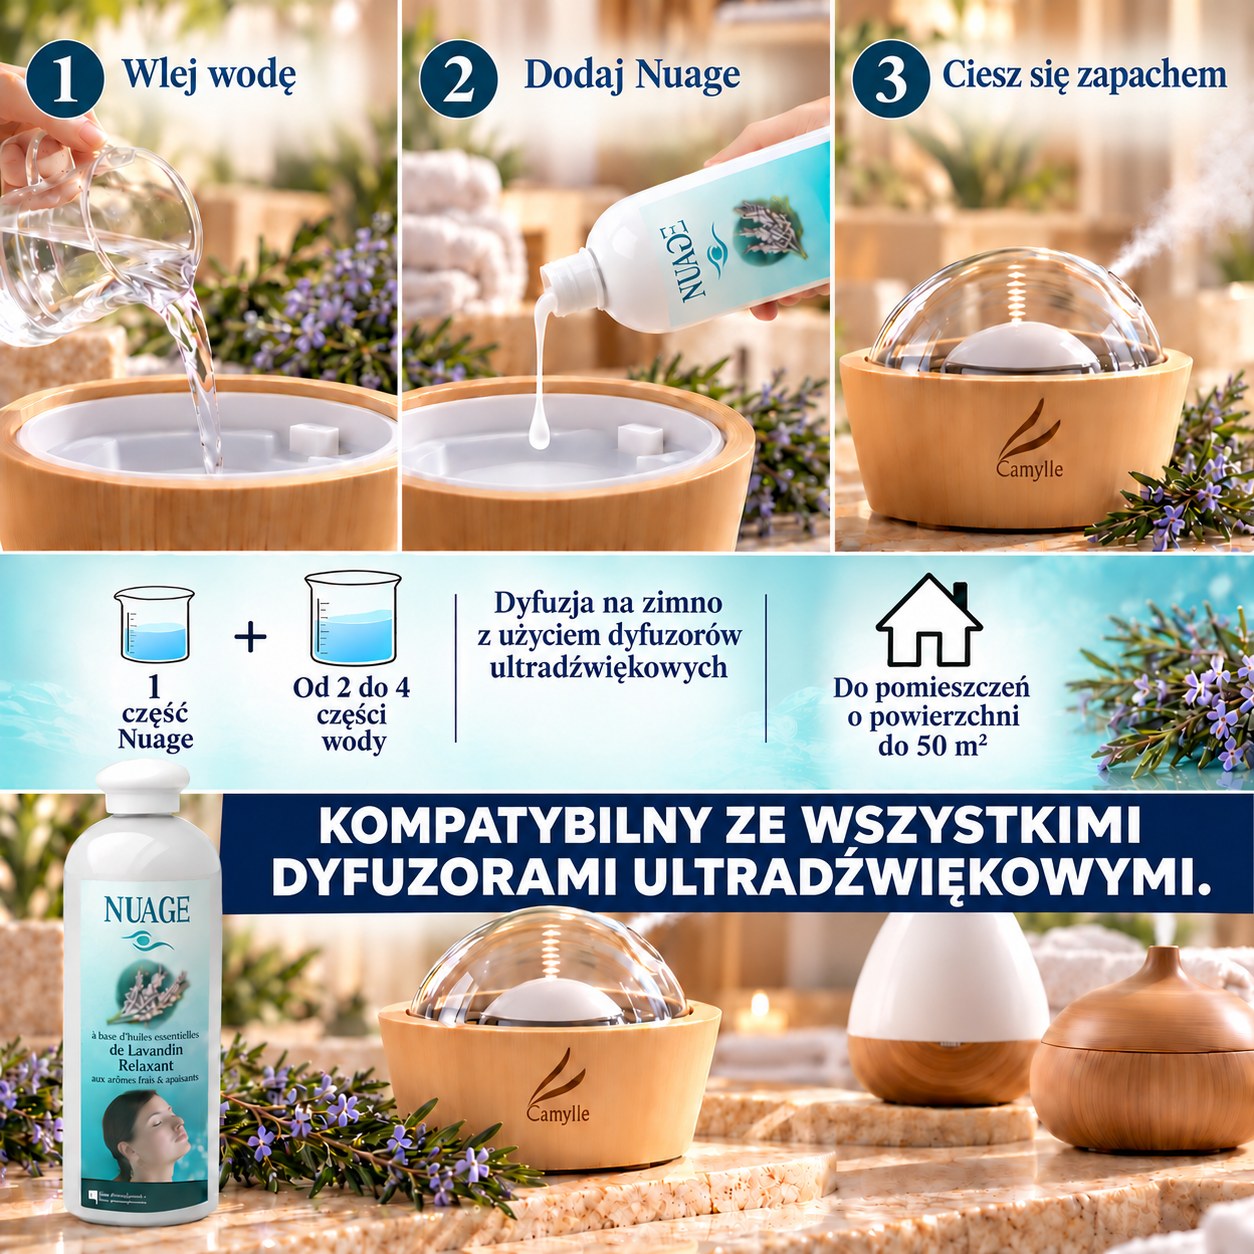 1 Wlej wodę
2 Dodaj Nuage
3 Ciesz się zapachem
NUAGE
Camylle
1
część
Nuage
+
Od 2 do 4
części
wody
Dyfuzja na zimno
z użyciem dyfuzorów
ultradźwiękowych
Do pomieszczeń
o powierzchni
do 50 m²
KOMPATYBILNY ZE WSZYSTKIMI
DYFUZORAMI ULTRADŹWIĘKOWYMI.
NUAGE
à base d'huiles essentielles
de Lavandin
Relaxant
aux arômes frais & apaisants
Camylle